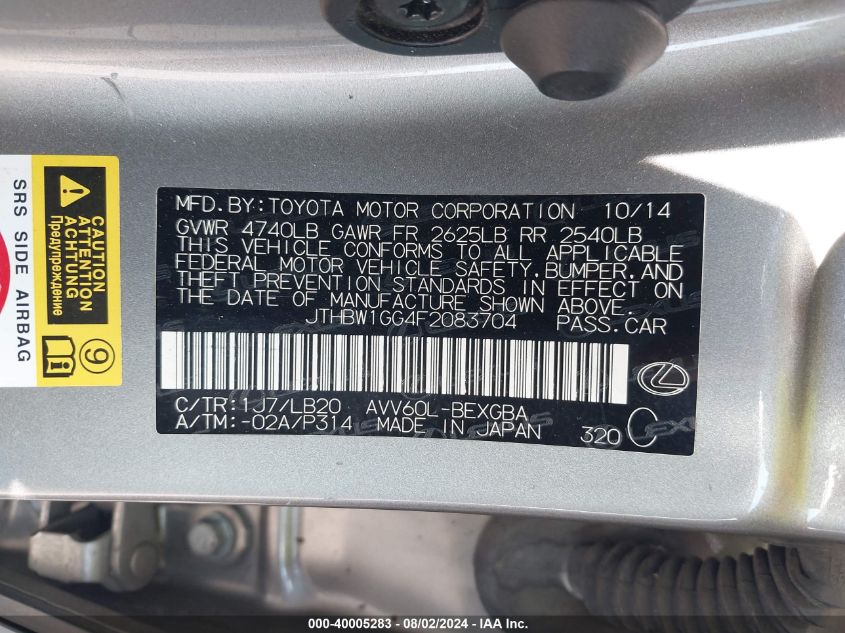 MFD.BY:TOYOTA MOTOR CORPORATION 10/14
GVWR 4740LB GAWR FR 2625LB RR 2540LB
THIS VEHICLE CONFORMS TO ALL APPLICABLE
FEDERAL MOTOR VEHICLE SAFETY,BUMPER,AND
THEFT PREVENTION STANDARDS IN EFFECT ON
THE DATE OF MANUFACTURE SHOWN ABOVE.
JTHBW1GG4F2083704 PASS.CAR
C/TR:1J7/LB20 AVV60L-BEXGBA
A/TM:-02A/P314 MADE IN JAPAN 320 C
CAUTION
ATTENTION
ACHTUNG
Предупреждение
9
SRS SIDE AIRBAG
000-40005283 - 08/02/2024 - IAAI.COM